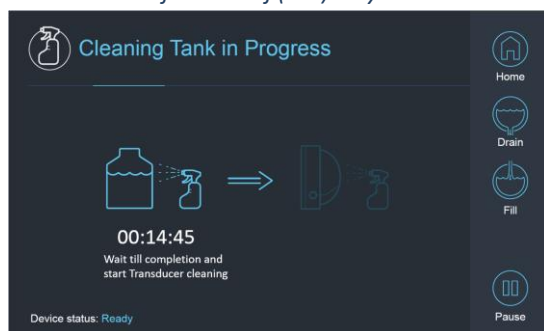 Cleaning Tank in Progress
Home
Drain
Fill
00:14:45
Wait till completion and
start Transducer cleaning
Device status: Ready
Pause